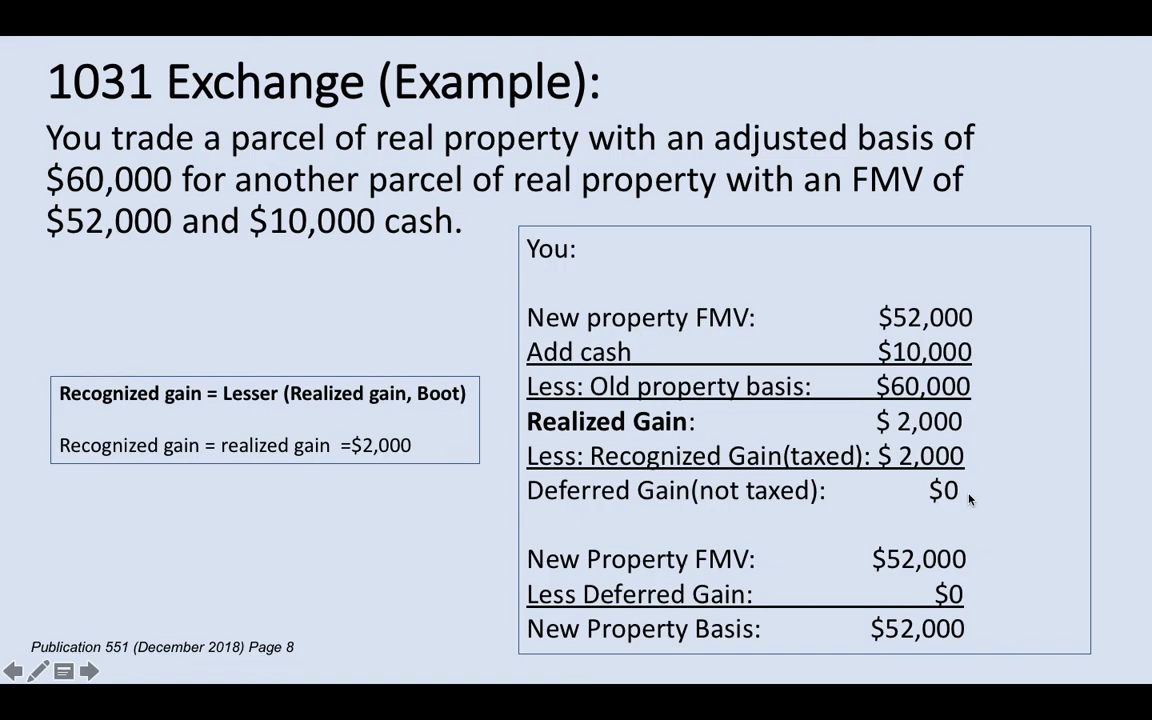 1031 Exchange (Example):
You trade a parcel of real property with an adjusted basis of
$60,000 for another parcel of real property with an FMV of
$52,000 and $10,000 cash.
Recognized gain = Lesser (Realized gain, Boot)
Recognized gain = realized gain =$2,000
You:
New property FMV: $52,000
Add cash $10,000
Less: Old property basis: $60,000
Realized Gain: $ 2,000
Less: Recognized Gain(taxed): $ 2,000
Deferred Gain(not taxed): $0
New Property FMV: $52,000
Less Deferred Gain: $0
New Property Basis: $52,000
Publication 551 (December 2018) Page 8